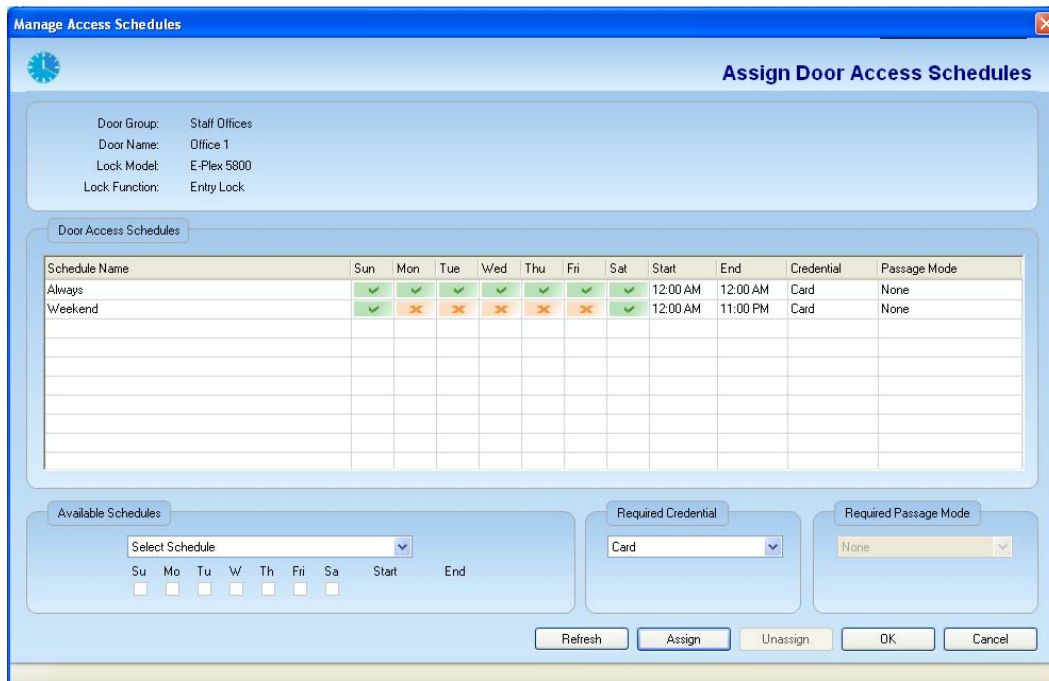 Manage Access Schedules
Assign Door Access Schedules
Door Group: Staff Offices
Door Name: Office 1
Lock Model: E-Plex 5800
Lock Function: Entry Lock
Door Access Schedules
Schedule Name Sun Mon Tue Wed Thu Fri Sat Start End Credential Passage Mode
Always 12:00 AM 12:00 AM Card None
Weekend 12:00 AM 11:00 PM Card None
Available Schedules Required Credential Required Passage Mode
Select Schedule Card None
Su Mo Tu W Th Fri Sa Start End
Refresh Assign Unassign OK Cancel